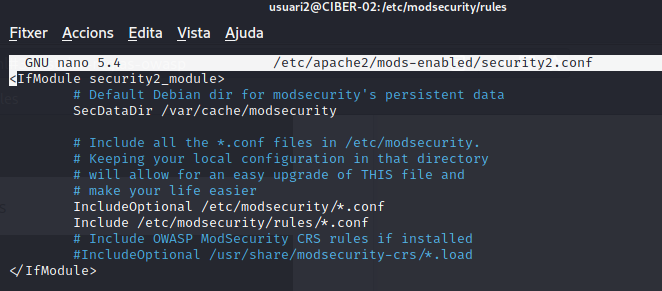 usuari2@CIBER-02:/etc/modsecurity/rules
Fitxer Accions Edita Vista Ajuda
GNU nano 5.4 /etc/apache2/mods-enabled/security2.conf
<IfModule security2_module>
# Default Debian dir for modsecurity's persistent data
SecDataDir /var/cache/modsecurity
# Include all the *.conf files in /etc/modsecurity.
# Keeping your local configuration in that directory
# will allow for an easy upgrade of THIS file and
# make your life easier
IncludeOptional /etc/modsecurity/*.conf
Include /etc/modsecurity/rules/*.conf
# Include OWASP ModSecurity CRS rules if installed
#IncludeOptional /usr/share/modsecurity-crs/*.load
</IfModule>